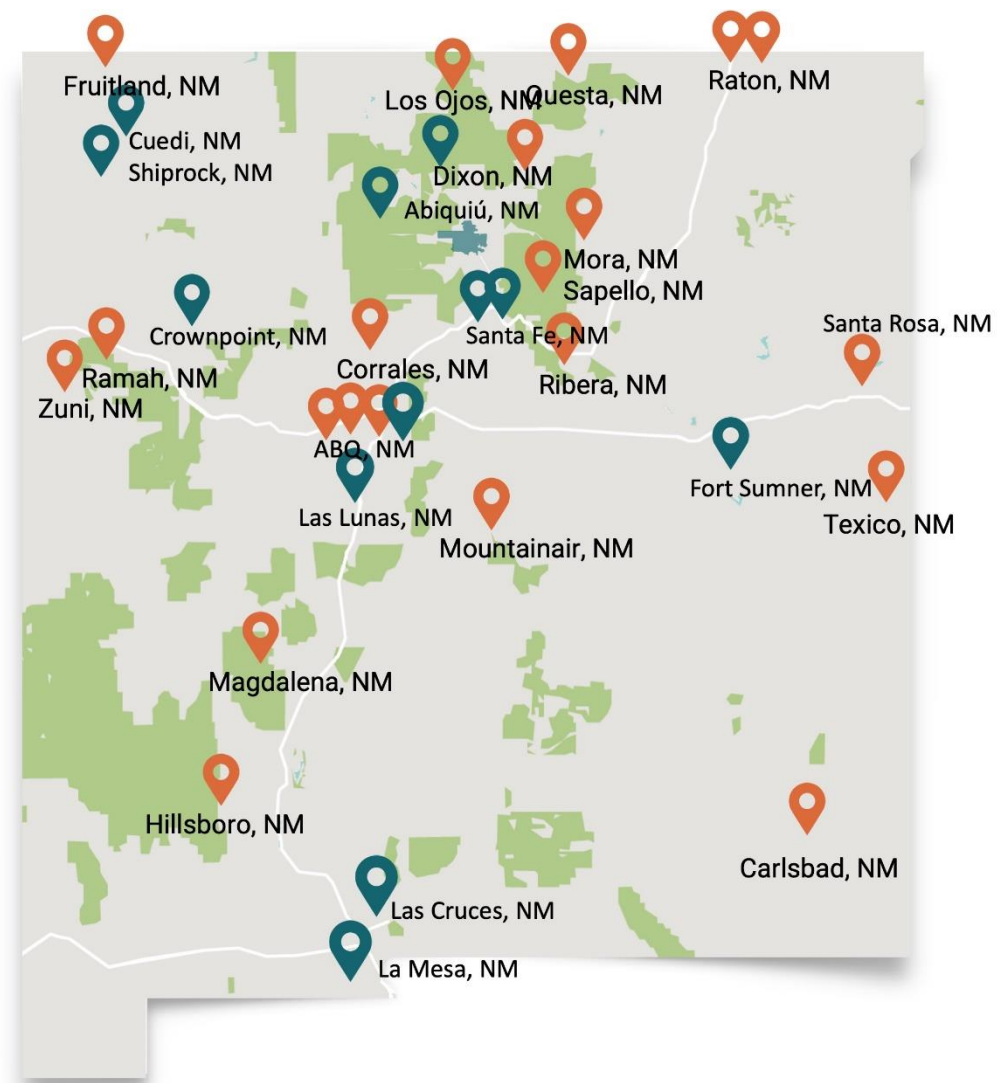 Fruitland, NM
Los Ojos, NM
Questa, NM
Raton, NM
Cuedi, NM
Shiprock, NM
Dixon, NM
Abiquiú, NM
Mora, NM
Sapello, NM
Crownpoint, NM
Santa Fe, NM
Santa Rosa, NM
Ramah, NM
Zuni, NM
Corrales, NM
Ribera, NM
ABQ, NM
Las Lunas, NM
Fort Sumner, NM
Texico, NM
Mountainair, NM
Magdalena, NM
Hillsboro, NM
Carlsbad, NM
Las Cruces, NM
La Mesa, NM